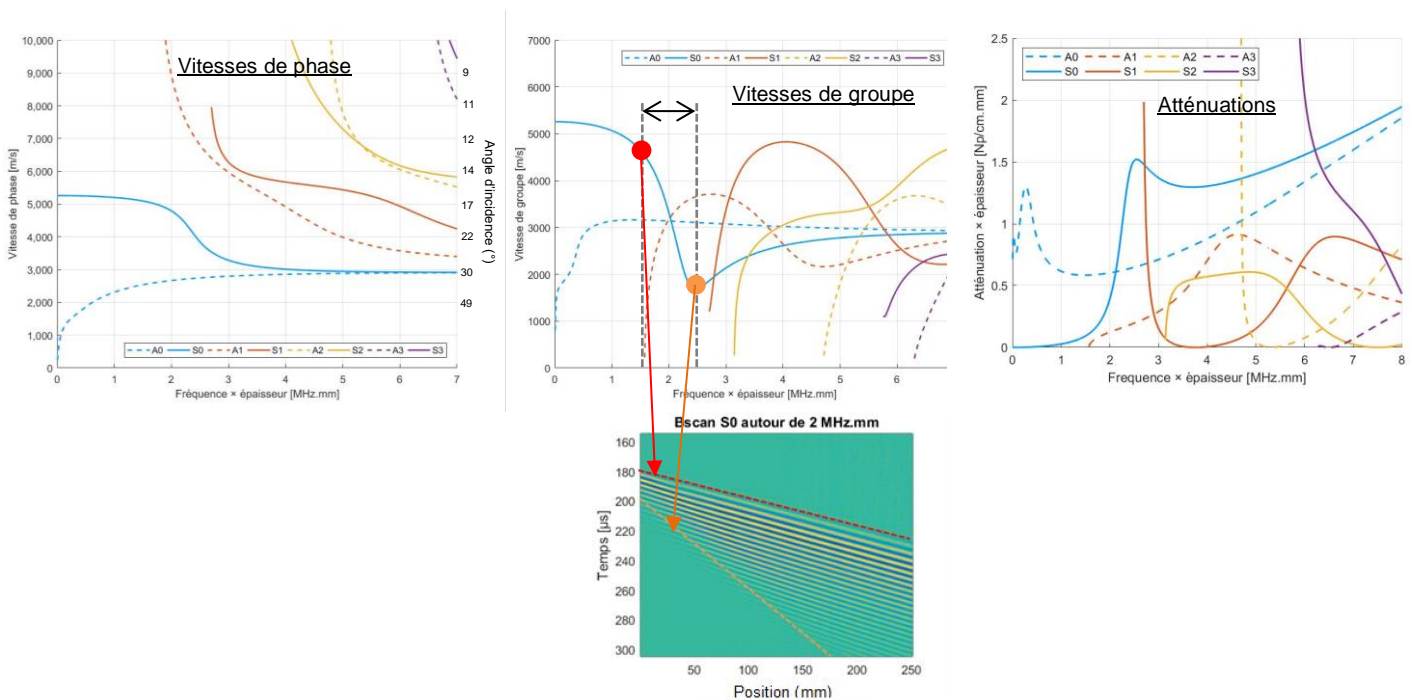 Vitesses de phase
10,000
9,000
8,000
7,000
6,000
5,000
4,000
3,000
2,000
1,000
0
Vitesse de phase [m/s]
0 1 2 3 4 5 6 7
Fréquence × épaisseur [MHz.mm]
A0 S0 A1 S1 A2 S2 A3 S3
9
11
12
14
17
22
30
49
Angle d'incidence (°)
Vitesses de groupe
7000
6000
5000
4000
3000
2000
1000
0
Vitesse de groupe [m/s]
A0 S0 A1 S1 A2 S2 A3 S3
0 1 2 3 4 5 6
Fréquence × épaisseur [MHz.mm]
Atténuations
2.5
2
1.5
1
0.5
0
Atténuation × épaisseur [Np/cm.mm]
A0 A1 A2 A3
S0 S1 S2 S3
0 1 2 3 4 5 6 7 8
Frequence × épaisseur [MHz.mm]
Bscan S0 autour de 2 MHz.mm
160
180
200
220
240
260
280
300
Temps [µs]
50 100 150 200 250
Position (mm)